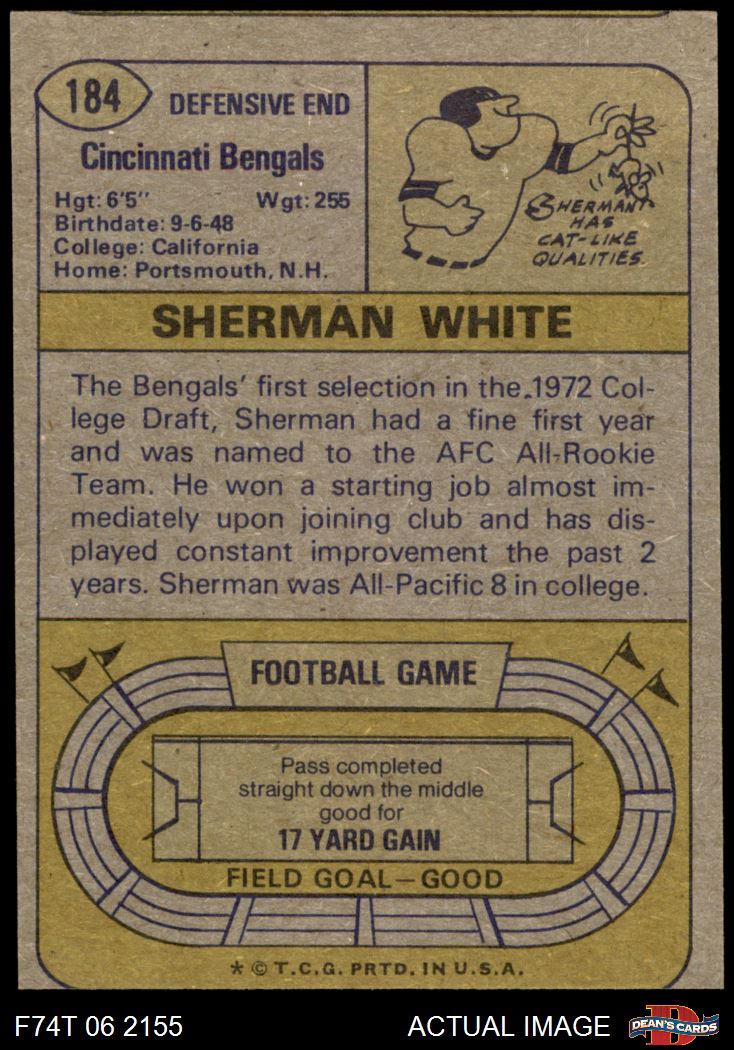 184
DEFENSIVE END
Cincinnati Bengals
Hgt: 6'5" Wgt: 255
Birthdate: 9-6-48
College: California
Home: Portsmouth, N.H.
SHERMAN
HAS
CAT-LIKE
QUALITIES.
SHERMAN WHITE
The Bengals' first selection in the 1972 Col-
lege Draft, Sherman had a fine first year
and was named to the AFC All-Rookie
Team. He won a starting job almost im-
mediately upon joining club and has dis-
played constant improvement the past 2
years. Sherman was All-Pacific 8 in college.
FOOTBALL GAME
Pass completed
straight down the middle
good for
17 YARD GAIN
FIELD GOAL—GOOD
* © T.C.G. PRTD. IN U.S.A.
F74T 06 2155 ACTUAL IMAGE
DEAN'S CARDS